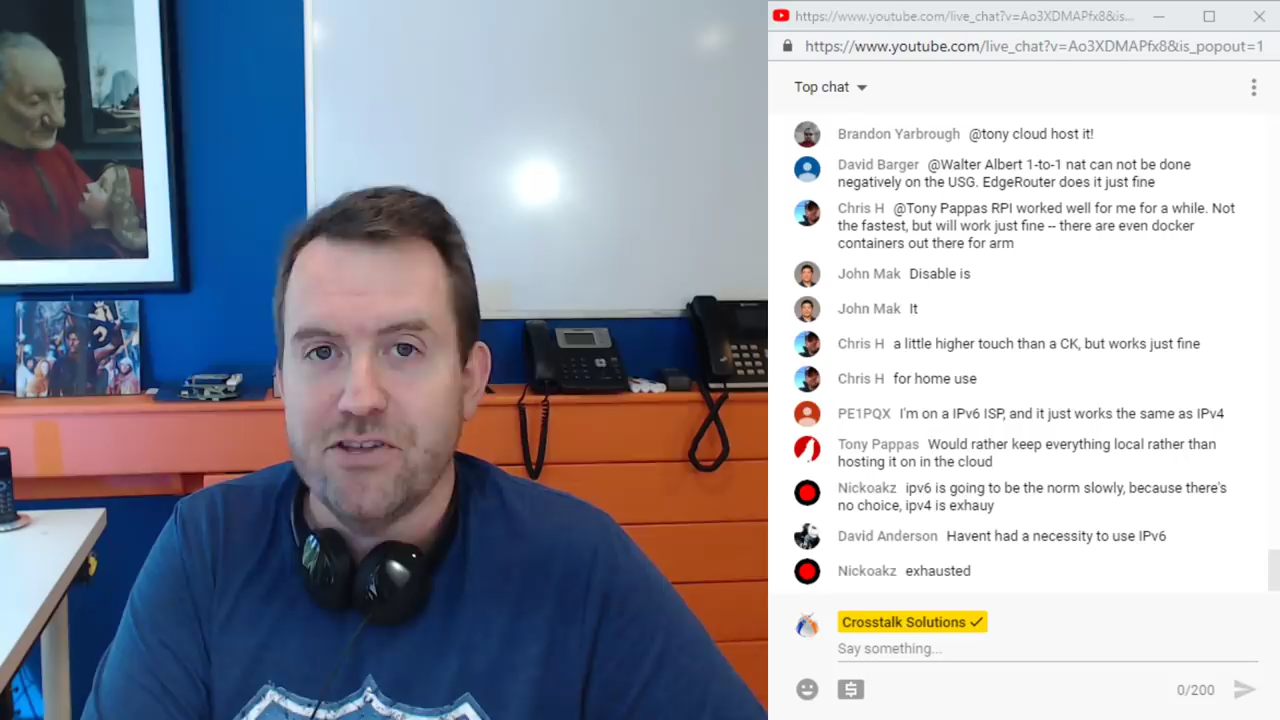 https://www.youtube.com/live_chat?v=Ao3XDMAPfx8&is...
https://www.youtube.com/live_chat?v=Ao3XDMAPfx8&is_popout=1
Top chat
Brandon Yarbrough @tony cloud host it!
David Barger @Walter Albert 1-to-1 nat can not be done
negatively on the USG. EdgeRouter does it just fine
Chris H @Tony Pappas RPI worked well for me for a while. Not
the fastest, but will work just fine -- there are even docker
containers out there for arm
John Mak Disable is
John Mak It
Chris H a little higher touch than a CK, but works just fine
Chris H for home use
PE1PQX I'm on a IPv6 ISP, and it just works the same as IPv4
Tony Pappas Would rather keep everything local rather than
hosting it on in the cloud
Nickoakz ipv6 is going to be the norm slowly, because there's
no choice, ipv4 is exhauy
David Anderson Havent had a necessity to use IPv6
Nickoakz exhausted
Crosstalk Solutions
Say something...
0/200